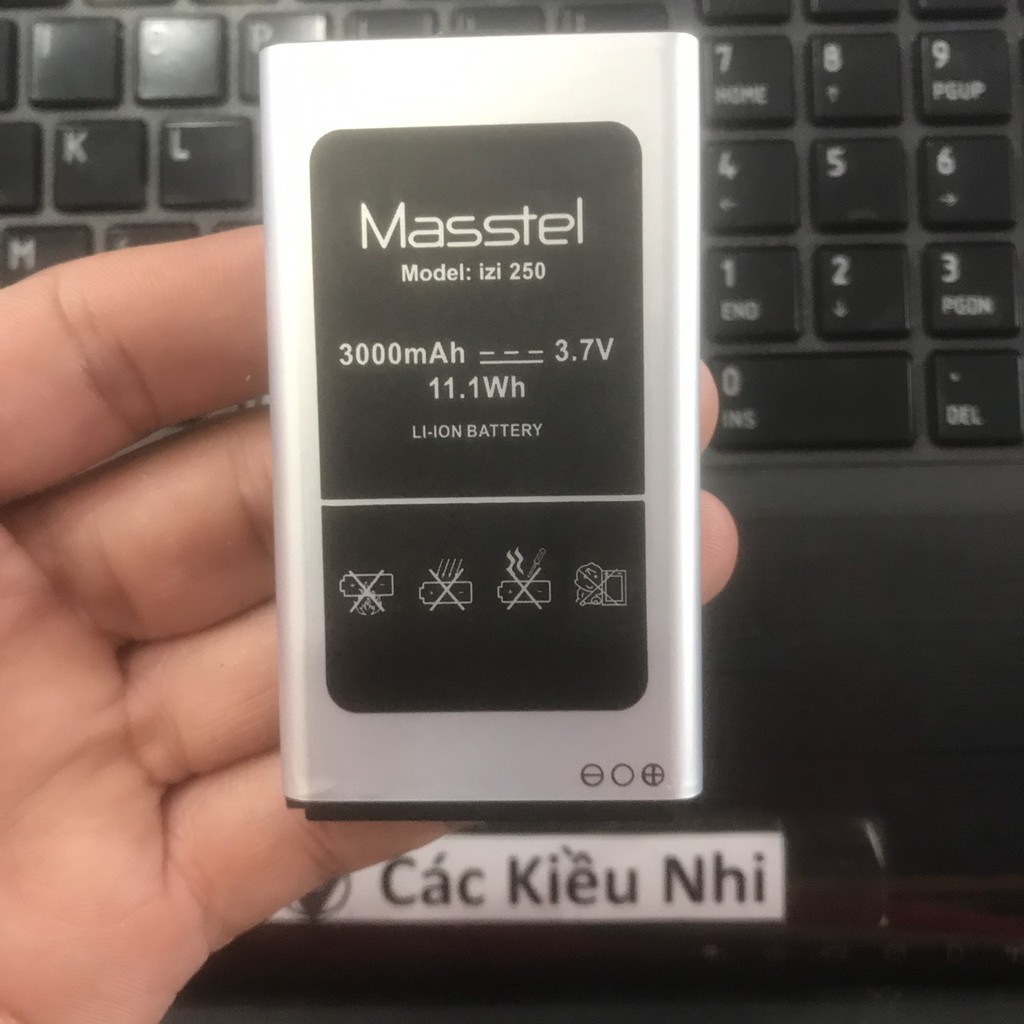 P
K
L
M
7
HOME
8
9
PGUP
4
5
6
1
END
2
3
PGDN
0
INS
.
DEL
Masstel
Model: izi 250
3000mAh 3.7V
11.1Wh
LI-ION BATTERY
Các Kiều Nhi